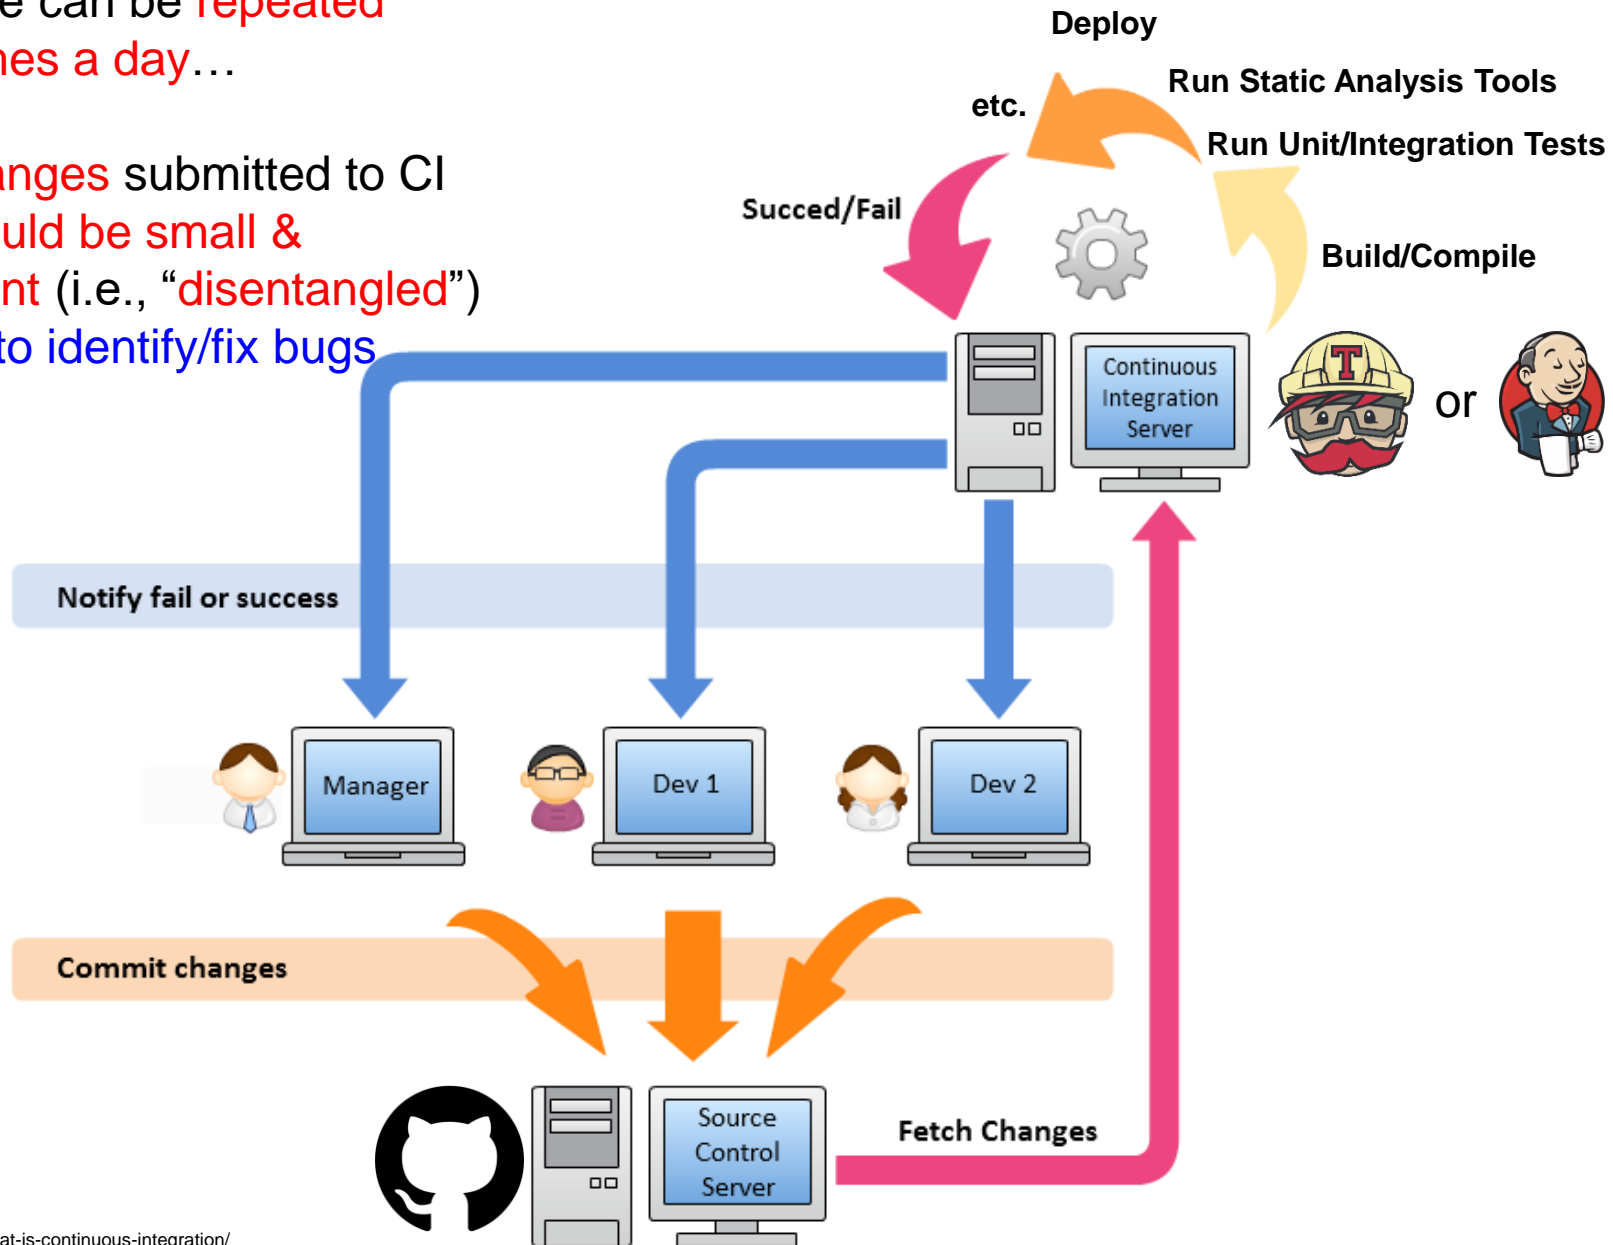 e can be repeated
nes a day…
anges submitted to CI
uld be small &
nt (i.e., “disentangled”)
to identify/fix bugs
Deploy
Run Static Analysis Tools
etc.
Run Unit/Integration Tests
Succed/Fail
Build/Compile
Continuous
Integration
Server
T
or
Notify fail or success
Manager
Dev 1
Dev 2
Commit changes
Source
Control
Server
Fetch Changes
at-is-continuous-integration/